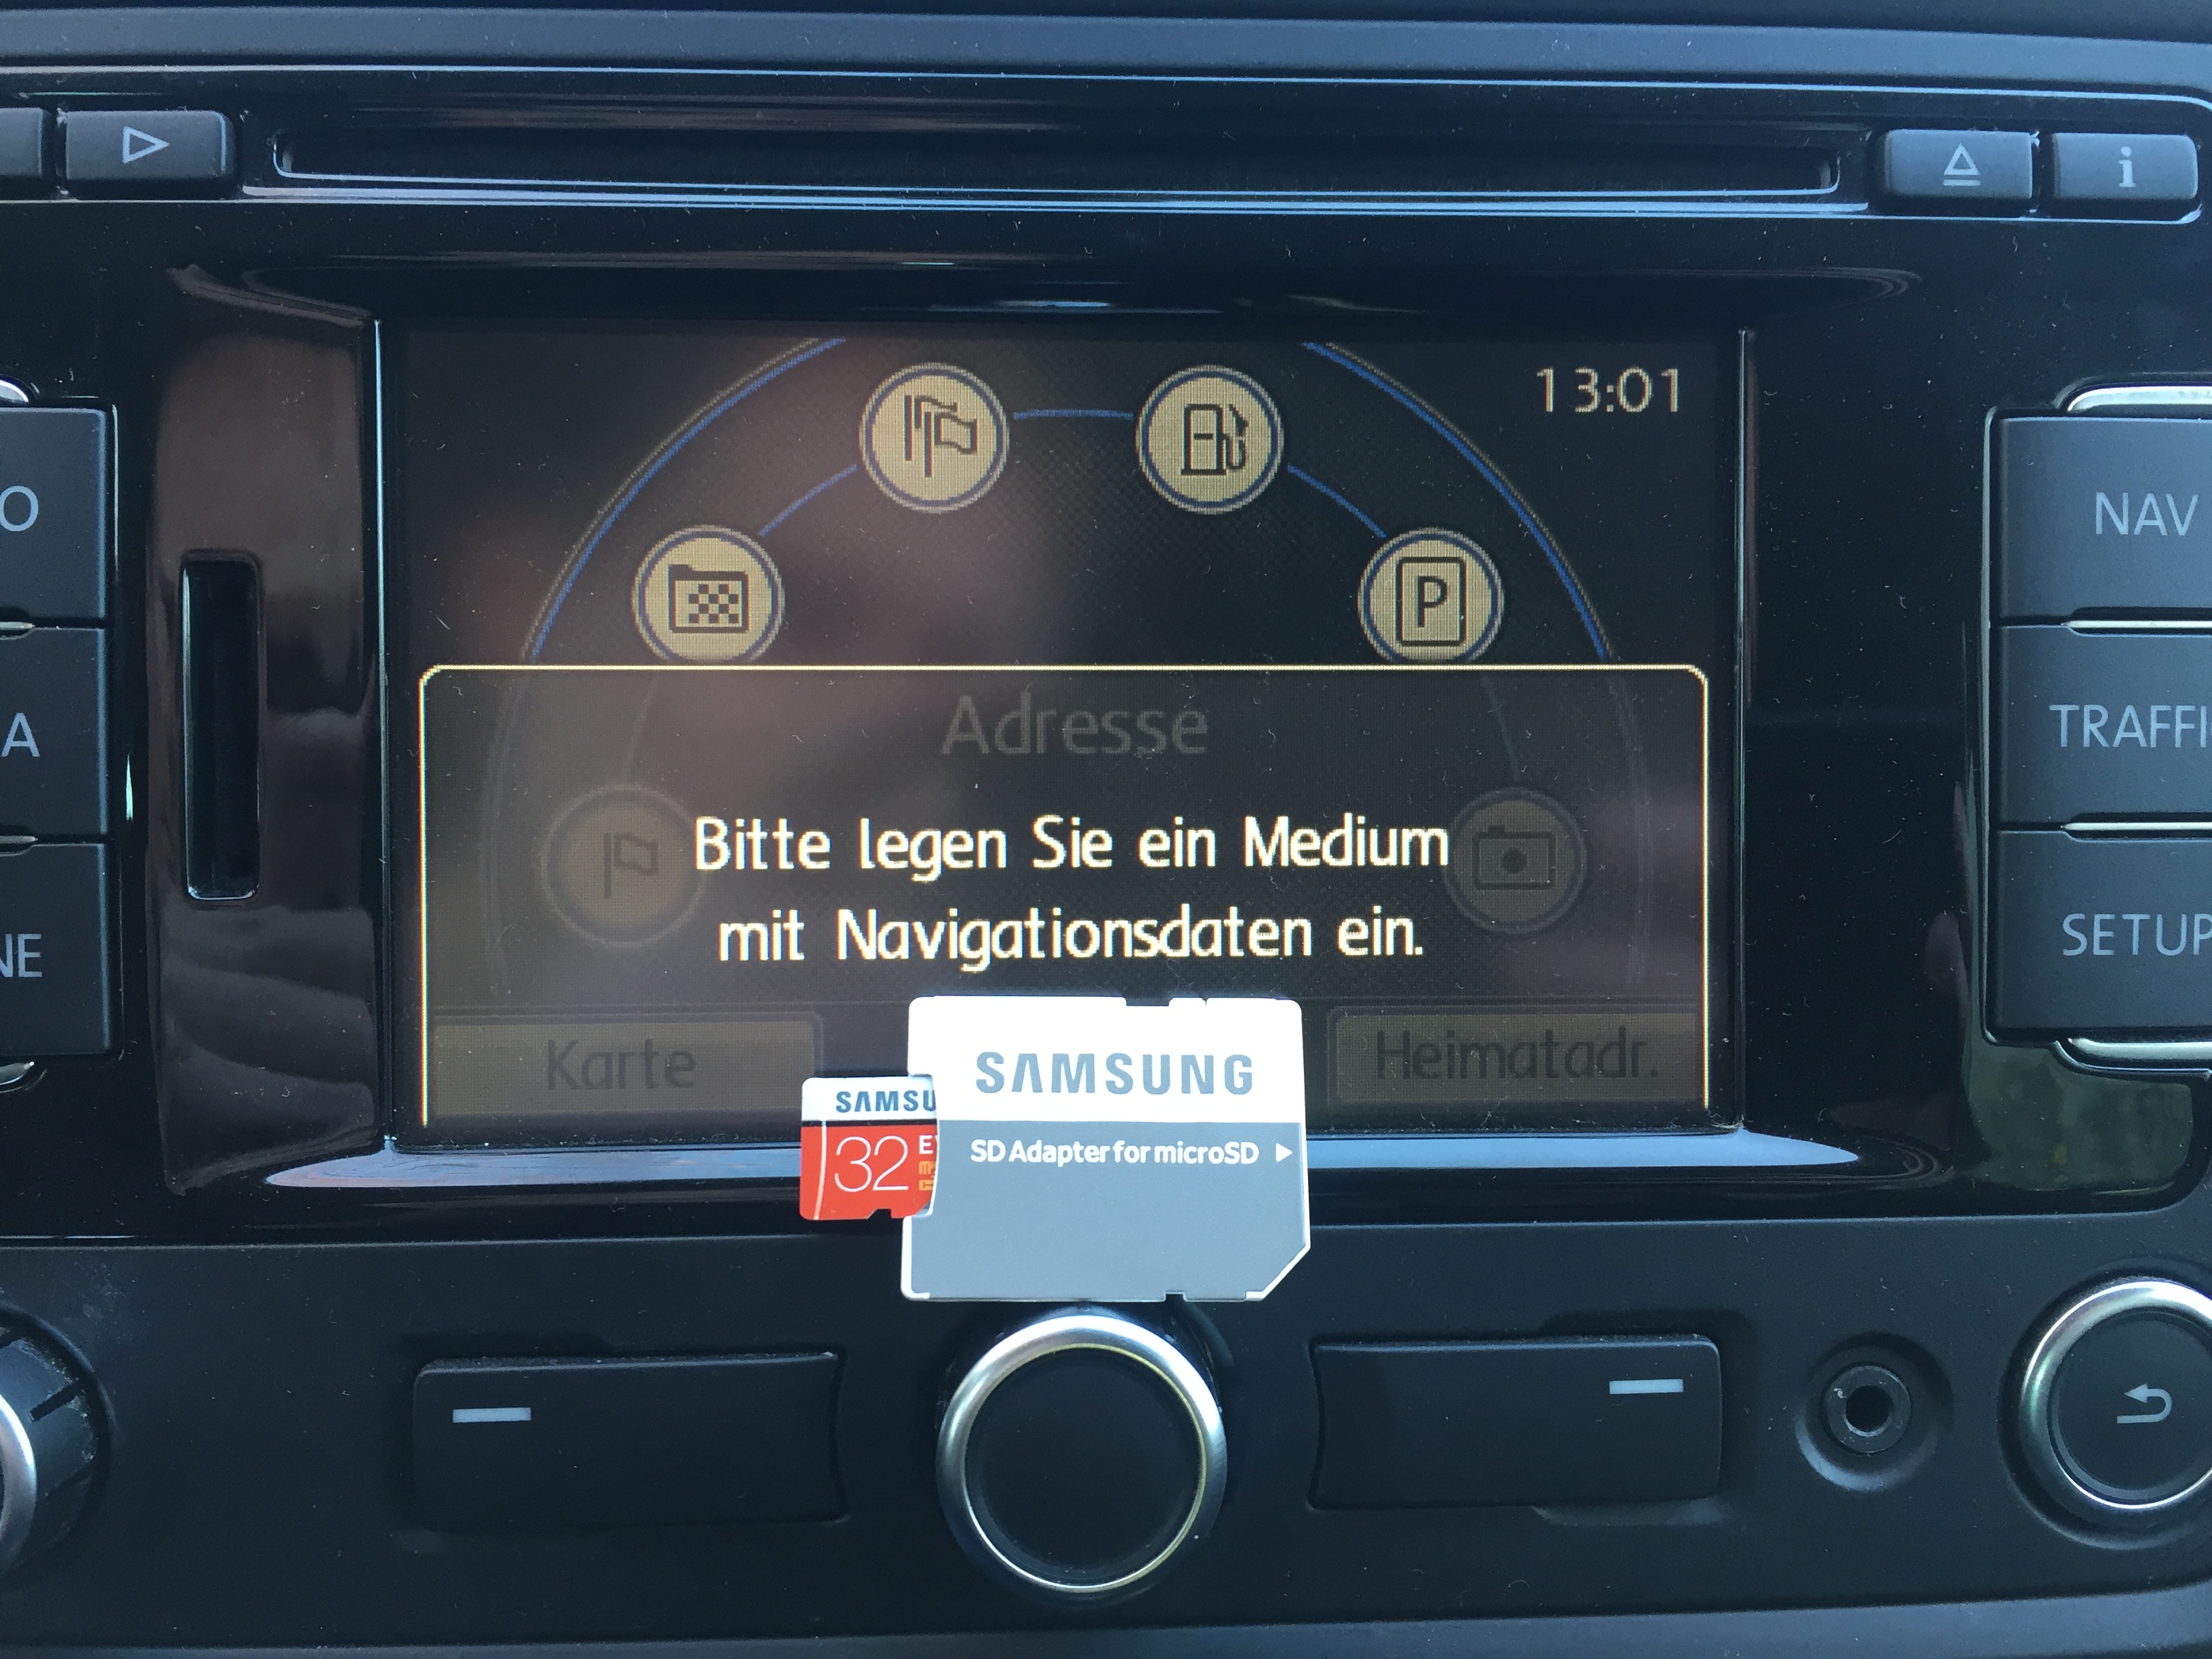 i
13:01
P
NAV
Adresse
Bitte legen Sie ein Medium
mit Navigationsdaten ein.
SETUP
Karte
Heimatadr.
SAMSUNG
SD Adapter for microSD
32